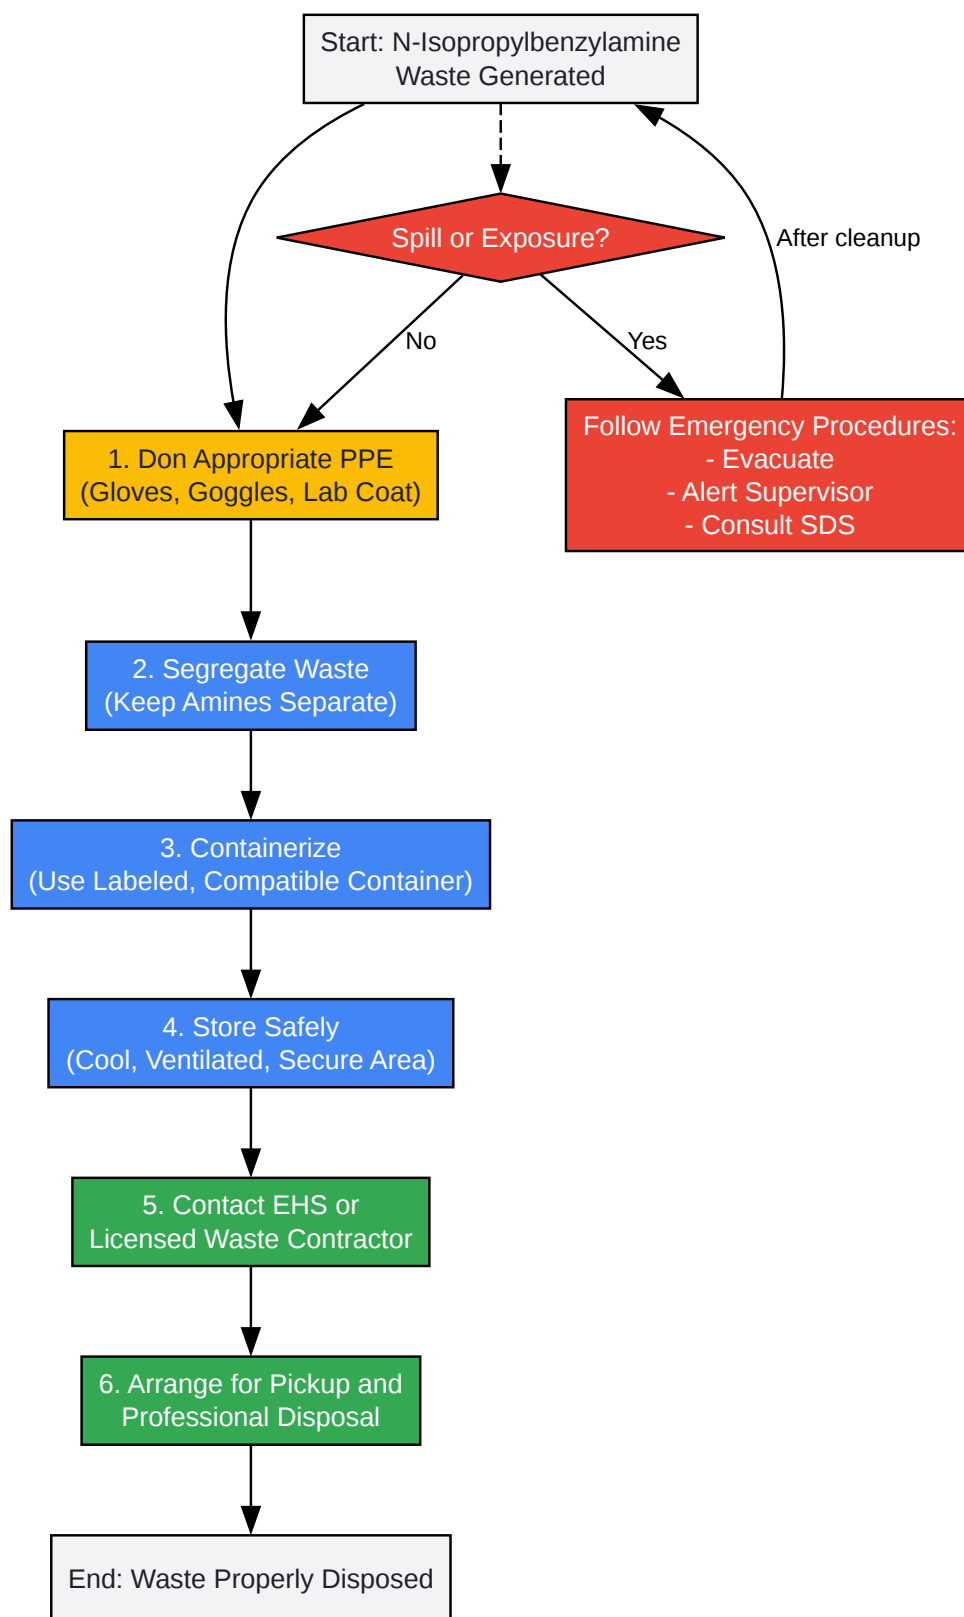 Start: N-Isopropylbenzylamine
Waste Generated
Spill or Exposure?
After cleanup
No
Yes
Follow Emergency Procedures:
- Evacuate
- Alert Supervisor
- Consult SDS
1. Don Appropriate PPE
(Gloves, Goggles, Lab Coat)
2. Segregate Waste
(Keep Amines Separate)
3. Containerize
(Use Labeled, Compatible Container)
4. Store Safely
(Cool, Ventilated, Secure Area)
5. Contact EHS or
Licensed Waste Contractor
6. Arrange for Pickup and
Professional Disposal
End: Waste Properly Disposed